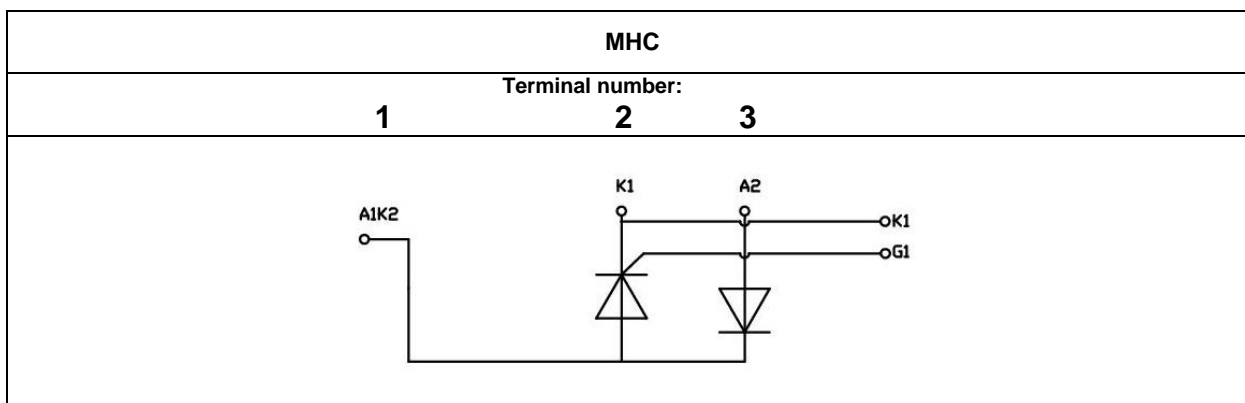 MHC
Terminal number:
1 2 3
K1 A2
A1K2
K1
G1